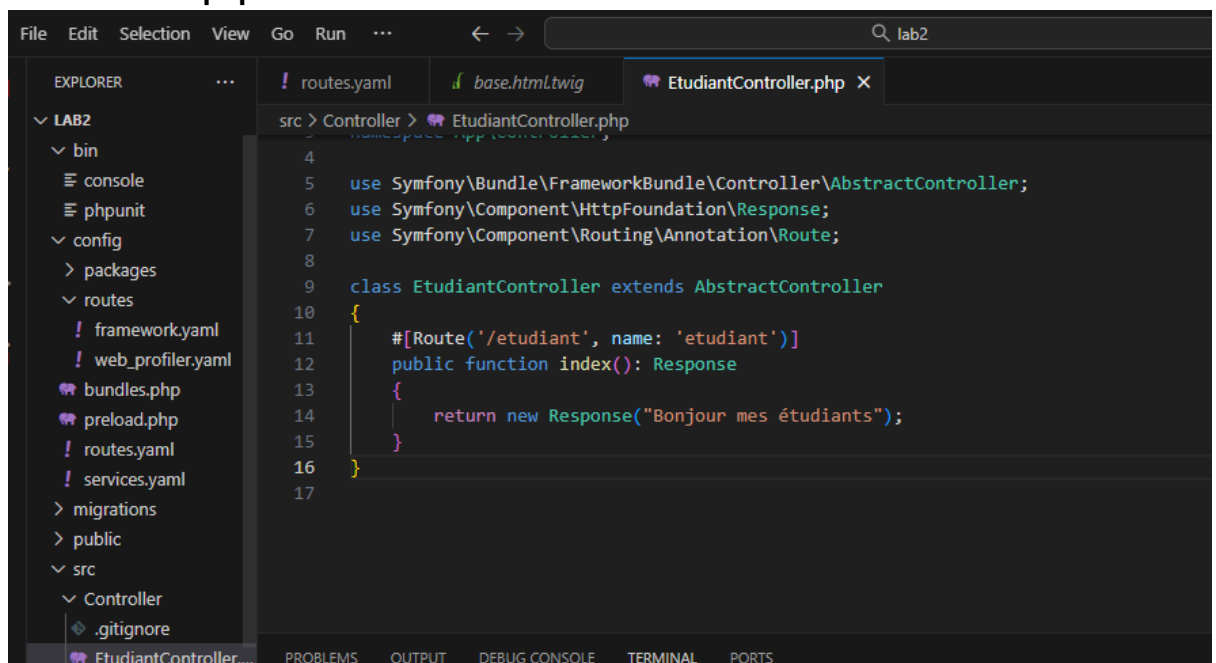 File Edit Selection View Go Run ··· ← → lab2
EXPLORER ···
LAB2
bin
console
phpunit
config
packages
routes
framework.yaml
web_profiler.yaml
bundles.php
preload.php
routes.yaml
services.yaml
migrations
public
src
Controller
.gitignore
EtudiantController....
routes.yaml base.html.twig EtudiantController.php
src > Controller > EtudiantController.php
4
5 use Symfony\Bundle\FrameworkBundle\Controller\AbstractController;
6 use Symfony\Component\HttpFoundation\Response;
7 use Symfony\Component\Routing\Annotation\Route;
8
9 class EtudiantController extends AbstractController
10 {
11 #[Route('/etudiant', name: 'etudiant')]
12 public function index(): Response
13 {
14 return new Response("Bonjour mes étudiants");
15 }
16 }
17
PROBLEMS OUTPUT DEBUG CONSOLE TERMINAL PORTS